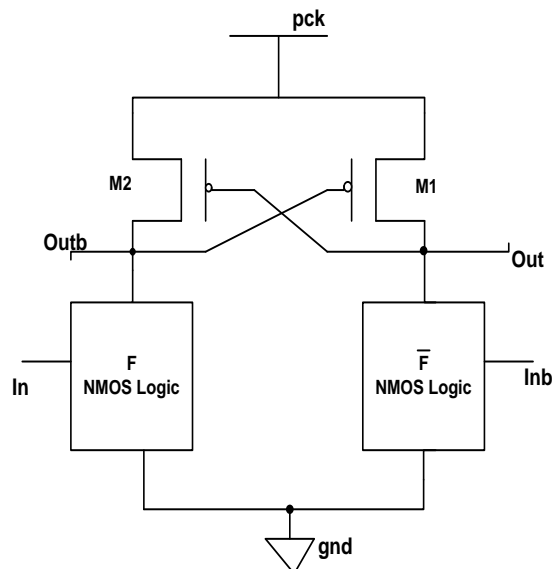 pck
M2
M1
Outb
Out
F
NMOS Logic
F̅
NMOS Logic
In
Inb
gnd